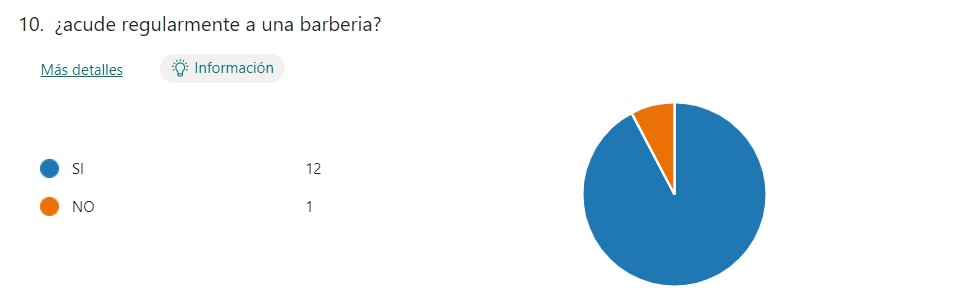 10. ¿acude regularmente a una barberia?
Más detalles
Información
SI 12
NO 1